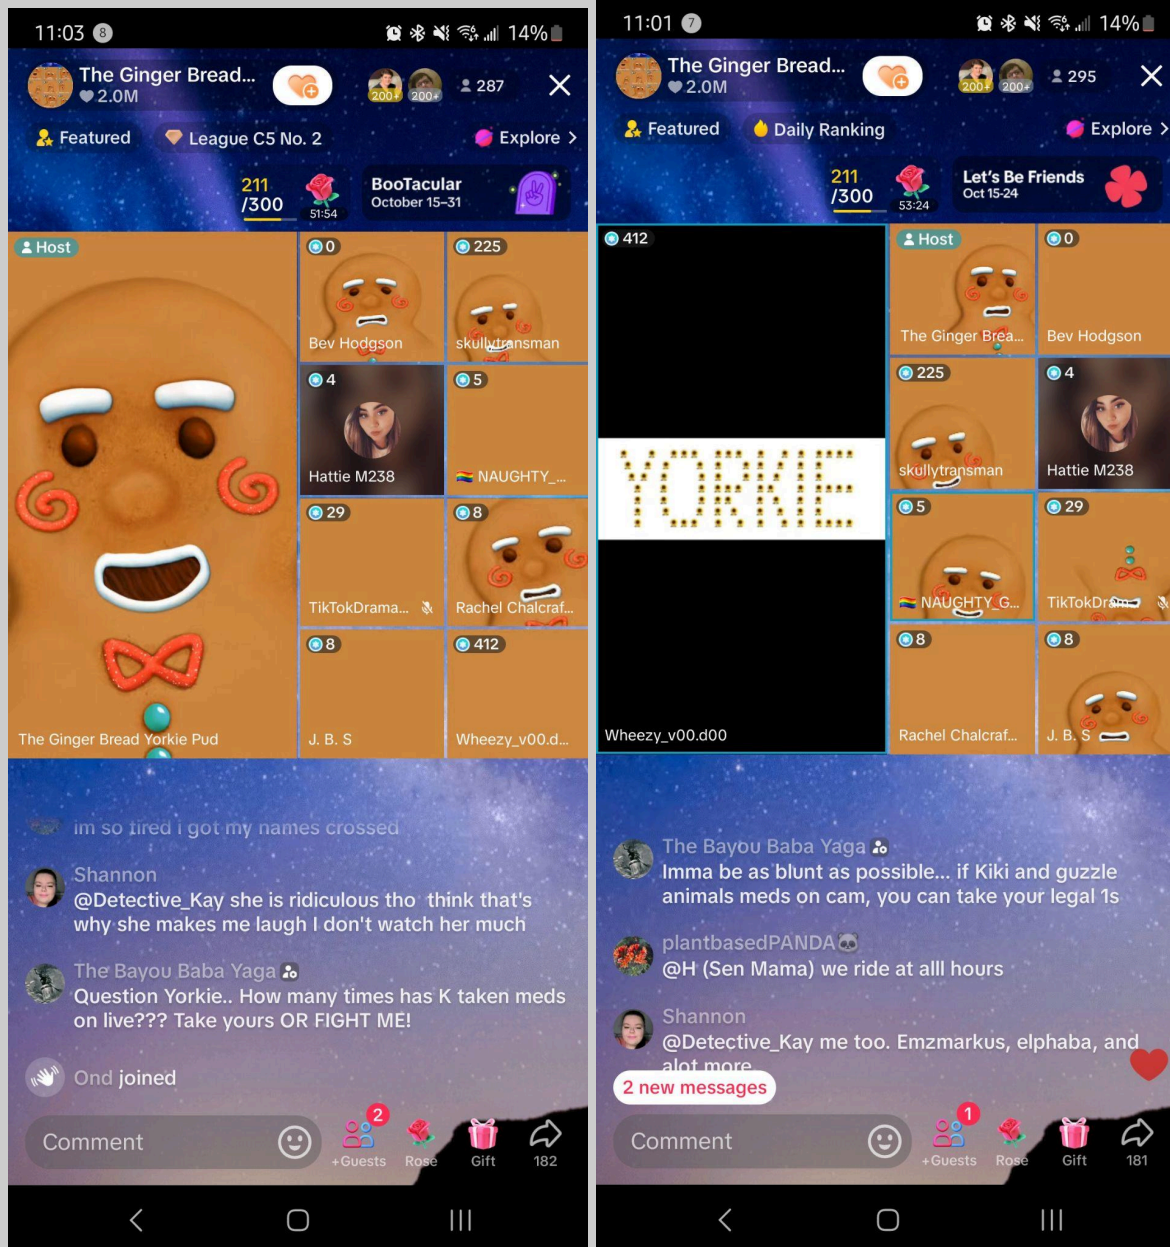 11:03 8 14%
The Ginger Bread...
2.0M
200+ 200+ 287
Featured League C5 No. 2 Explore >
211
/300
51:54
BooTacular
October 15–31
Host
0
Bev Hodgson
225
skullytransman
4
Hattie M238
5
🏳️‍🌈 NAUGHTY_...
29
TikTokDrama...
8
Rachel Chalcraf...
8
J. B. S
412
Wheezy_v00.d...
The Ginger Bread Yorkie Pud
im so tired i got my names crossed
Shannon
@Detective_Kay she is ridiculous tho think that's
why she makes me laugh I don't watch her much
The Bayou Baba Yaga
Question Yorkie.. How many times has K taken meds
on live??? Take yours OR FIGHT ME!
Ond joined
Comment
2
+Guests Rose Gift 182
11:01 7 14%
The Ginger Bread...
2.0M
200+ 200+ 295
Featured Daily Ranking Explore >
211
/300
53:24
Let's Be Friends
Oct 15-24
412
YORKIE
Wheezy_v00.d00
Host
The Ginger Brea...
0
Bev Hodgson
225
skullytransman
4
Hattie M238
5
🏳️‍🌈 NAUGHTY_G...
29
TikTokDram...
8
Rachel Chalcraf...
8
J. B. S
The Bayou Baba Yaga
Imma be as blunt as possible... if Kiki and guzzle
animals meds on cam, you can take your legal 1s
plantbasedPANDA🐼
@H (Sen Mama) we ride at alll hours
Shannon
@Detective_Kay me too. Emzmarkus, elphaba, and
alot more
2 new messages
Comment
1
+Guests Rose Gift 181